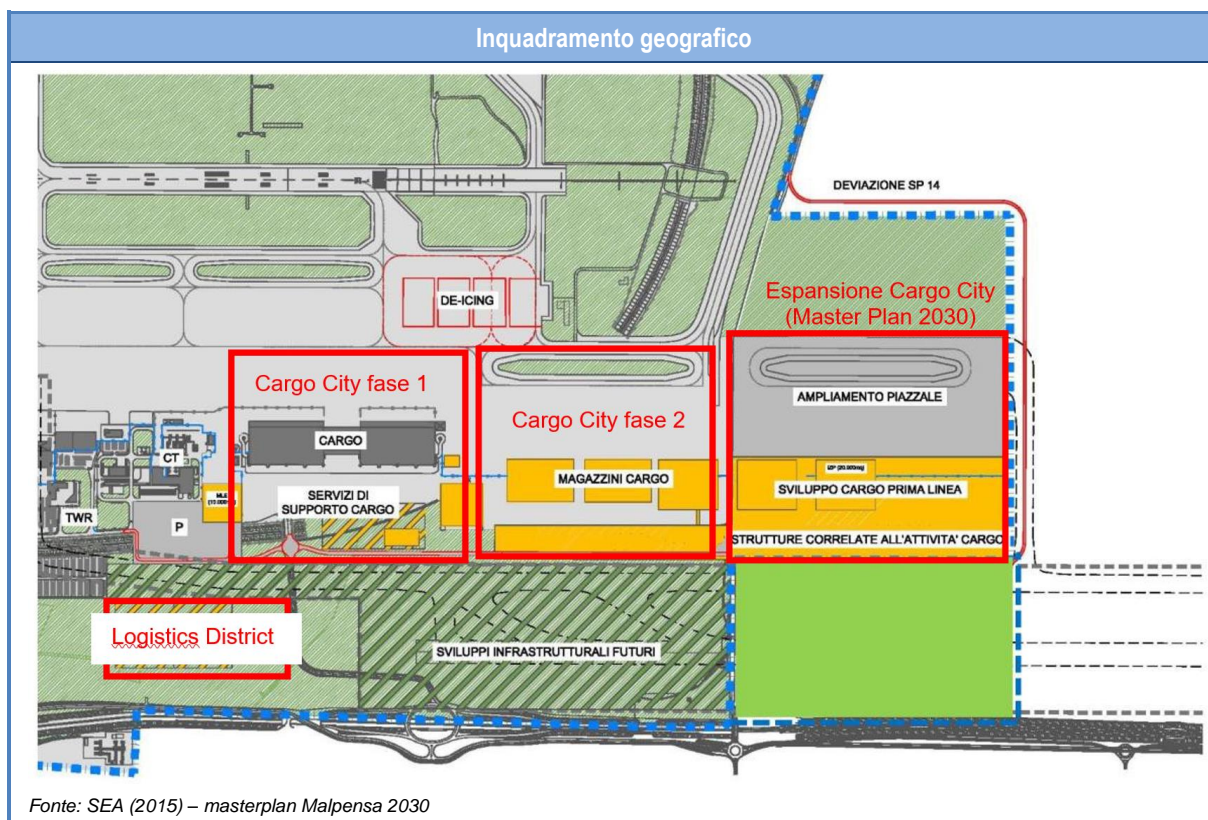 Inquadramento geografico
DEVIAZIONE SP 14
DE-ICING
Espansione Cargo City
(Master Plan 2030)
Cargo City fase 1
Cargo City fase 2
AMPLIAMENTO PIAZZALE
CARGO
CT
MAGAZZINI CARGO
SVILUPPO CARGO PRIMA LINEA
SERVIZI DI
SUPPORTO CARGO
TWR
P
STRUTTURE CORRELATE ALL'ATTIVITA' CARGO
Logistics District
SVILUPPI INFRASTRUTTURALI FUTURI
Fonte: SEA (2015) – masterplan Malpensa 2030